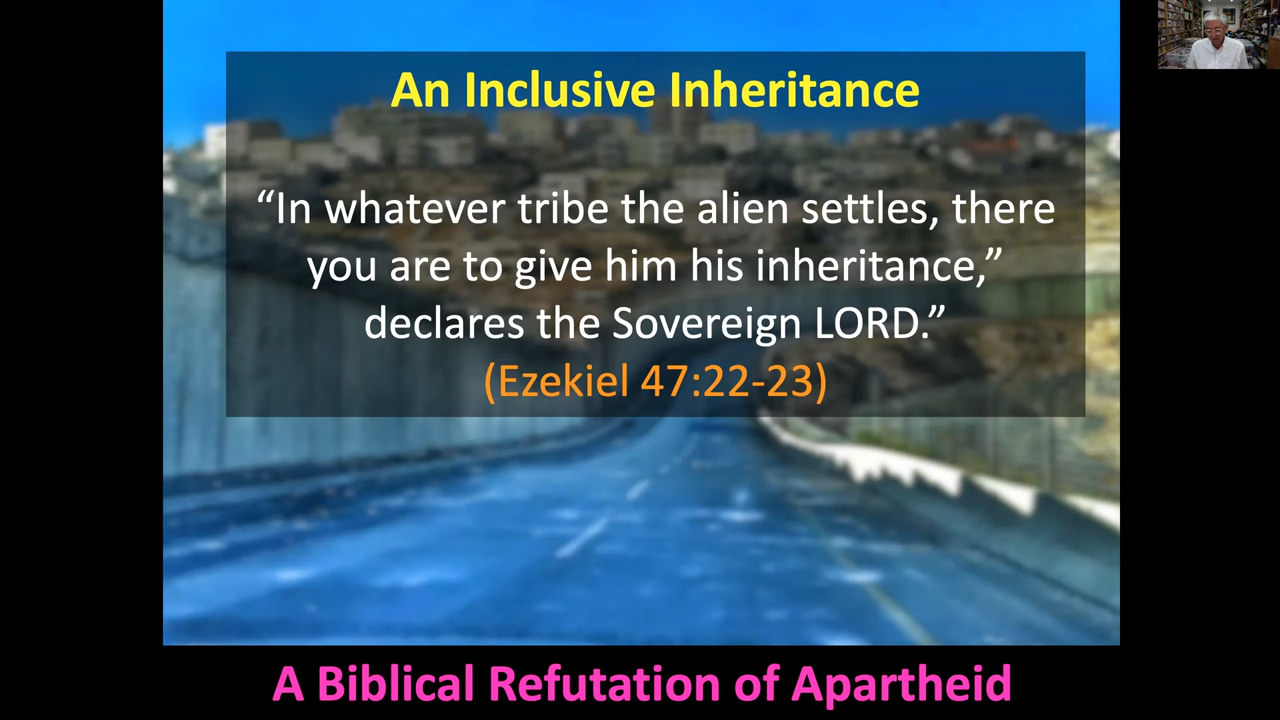 An Inclusive Inheritance
“In whatever tribe the alien settles, there
you are to give him his inheritance,”
declares the Sovereign LORD.”
(Ezekiel 47:22-23)
A Biblical Refutation of Apartheid